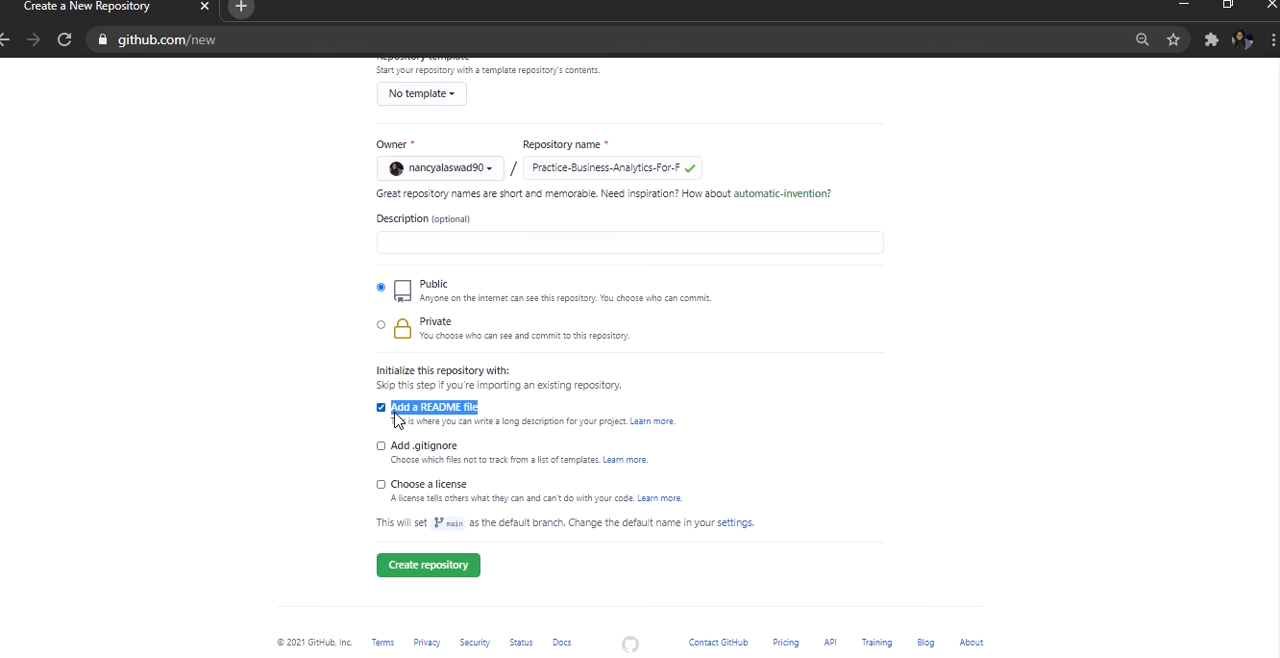 Create a New Repository
github.com/new
Repository template
Start your repository with a template repository's contents.
No template
Owner *
Repository name *
nancyalaswad90
/
Practice-Business-Analytics-For-F
Great repository names are short and memorable. Need inspiration? How about automatic-invention?
Description (optional)
Public
Anyone on the internet can see this repository. You choose who can commit.
Private
You choose who can see and commit to this repository.
Initialize this repository with:
Skip this step if you're importing an existing repository.
Add a README file
is where you can write a long description for your project. Learn more.
Add .gitignore
Choose which files not to track from a list of templates. Learn more.
Choose a license
A license tells others what they can and can't do with your code. Learn more.
This will set main as the default branch. Change the default name in your settings.
Create repository
© 2021 GitHub, Inc.
Terms
Privacy
Security
Status
Docs
Contact GitHub
Pricing
API
Training
Blog
About